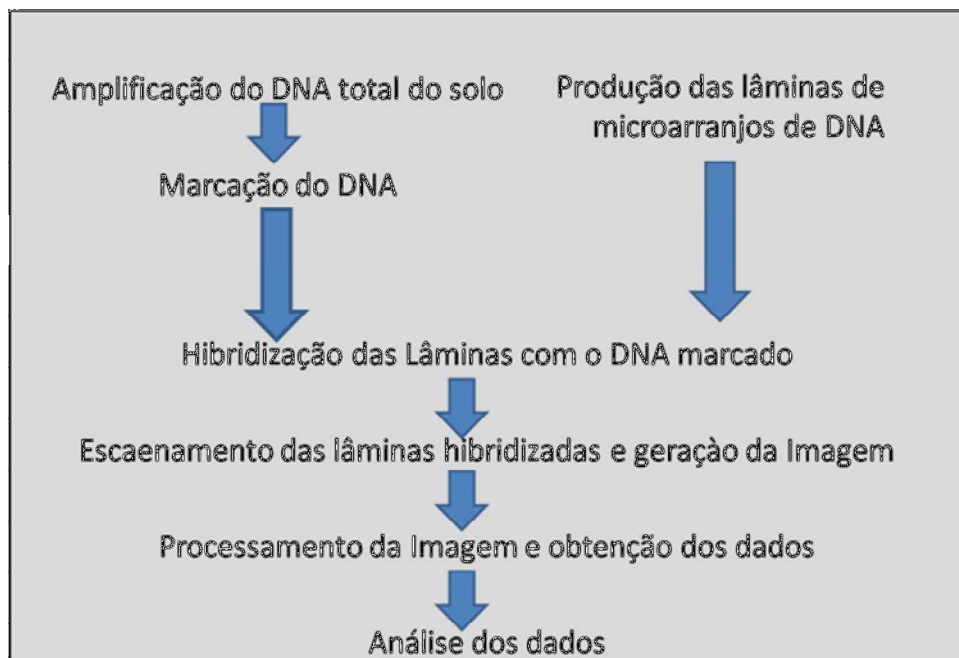 Amplificação do DNA total do solo
Produção das lâminas de
microarranjos de DNA
Marcação do DNA
Hibridização das Lâminas com o DNA marcado
Escaenamento das lâminas hibridizadas e geraçào da Imagem
Processamento da Imagem e obtenção dos dados
Análise dos dados